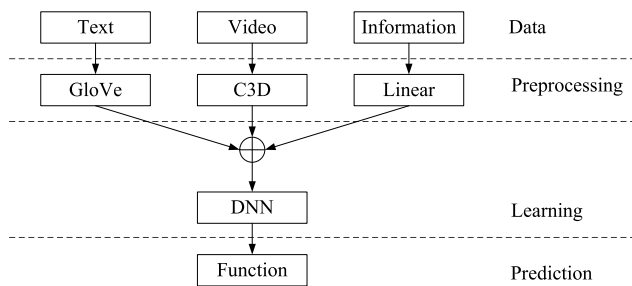 Text Video Information Data
GloVe C3D Linear Preprocessing
DNN Learning
Function Prediction